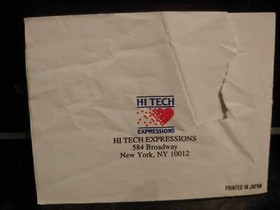 HI TECH
EXPRESSIONS
HI TECH EXPRESSIONS
584 Broadway
New York, NY 10012
PRINTED IN JAPAN